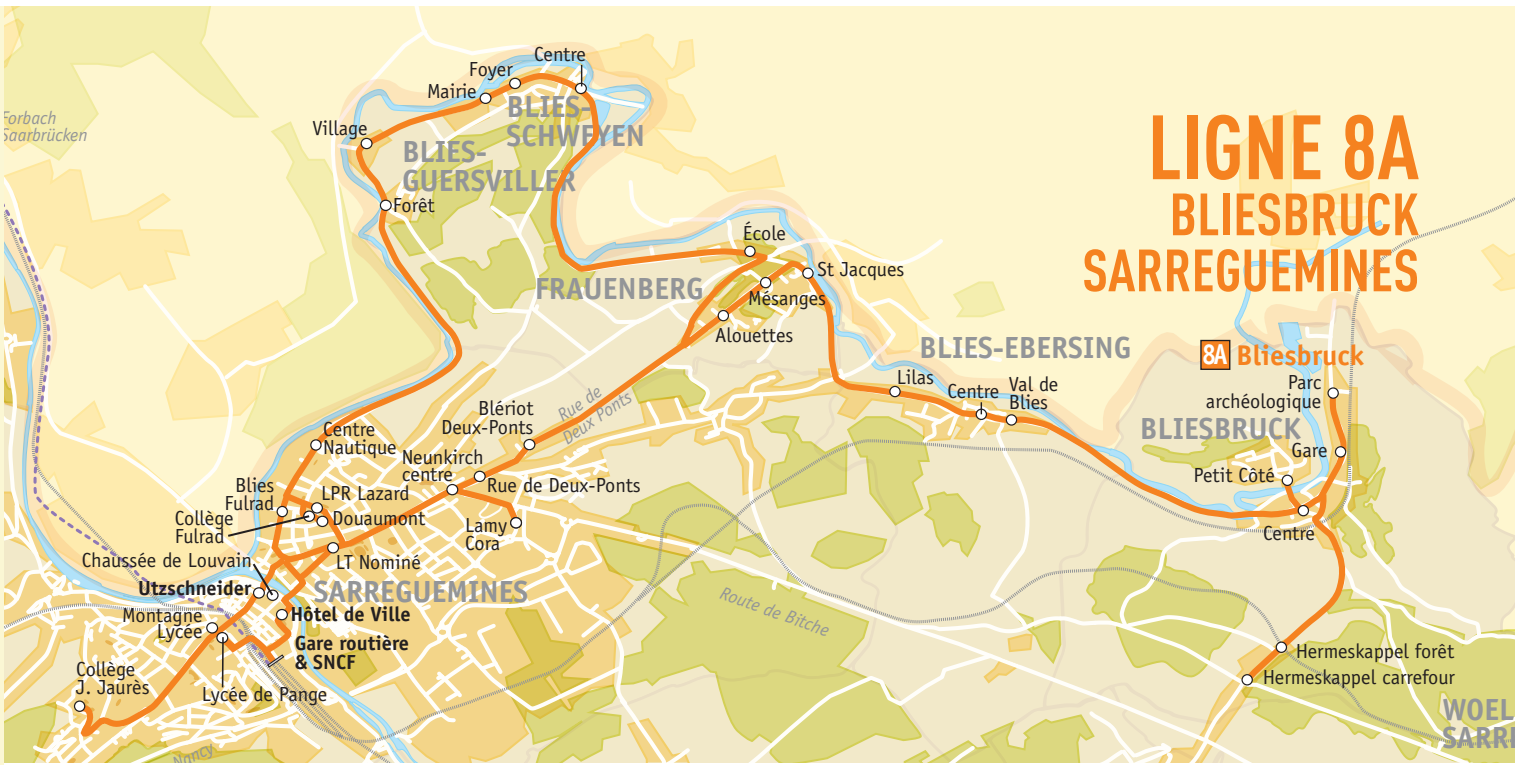 LIGNE 8A
BLIESBRUCK
SARREGUEMINES
Forbach
Saarbrücken
Centre
Foyer
Mairie
BLIES-
SCHWEYEN
Village
BLIES-
GUERSVILLER
Forêt
École
St Jacques
FRAUENBERG
Mésanges
Alouettes
BLIES-EBERSING
8A Bliesbruck
Lilas
Centre
Val de
Blies
Parc
archéologique
BLIESBRUCK
Gare
Petit Côté
Centre
Rue de
Deux Ponts
Blériot
Deux-Ponts
Centre
Nautique
Neunkirch
centre
Rue de Deux-Ponts
Blies
Fulrad
LPR Lazard
Collège
Fulrad
Douaumont
Lamy
Cora
Chaussée de Louvain
LT Nominé
Utzschneider
SARREGUEMINES
Montagne
Lycée
Hôtel de Ville
Gare routière
& SNCF
Route de Bitche
Collège
J. Jaurès
Lycée de Pange
Hermeskappel forêt
Hermeskappel carrefour
WOEL
SARRE
Nancy